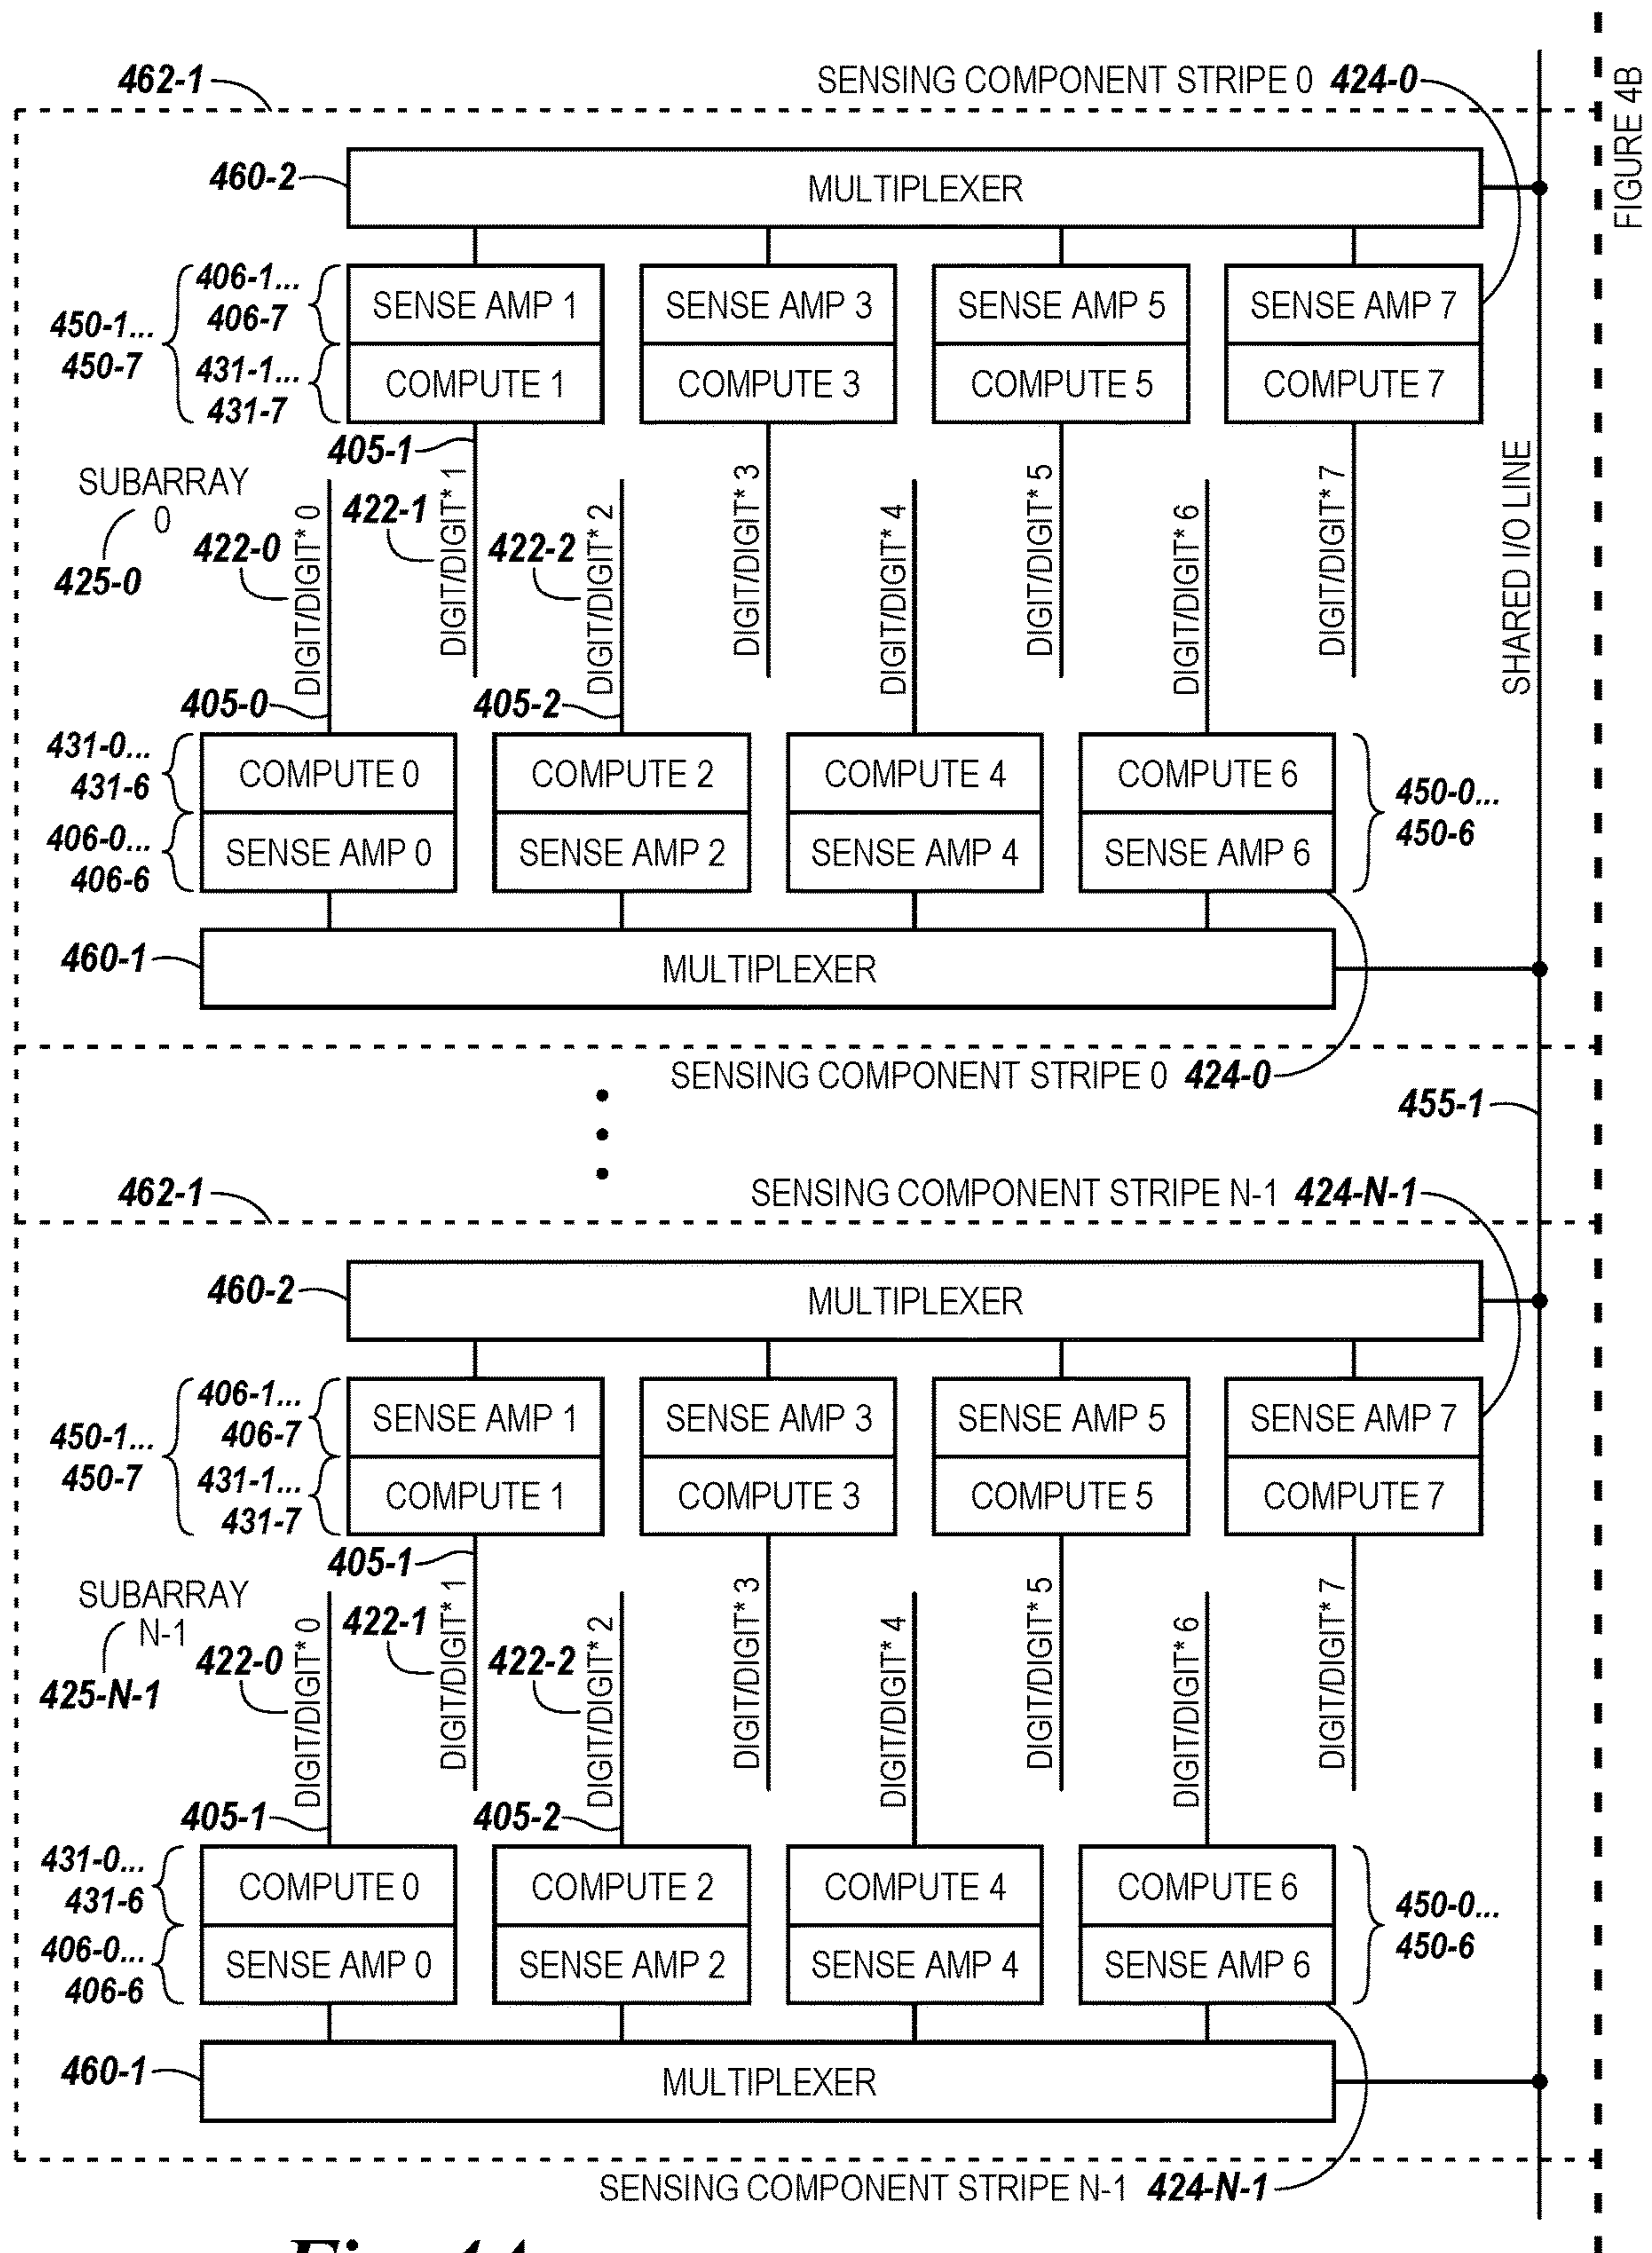 462-1
SENSING COMPONENT STRIPE 0 424-0
FIGURE 4B
460-2
MULTIPLEXER
450-1...
450-7
406-1...
406-7
431-1...
431-7
SENSE AMP 1
SENSE AMP 3
SENSE AMP 5
SENSE AMP 7
COMPUTE 1
COMPUTE 3
COMPUTE 5
COMPUTE 7
405-1
SUBARRAY
0
425-0
422-0
DIGIT/DIGIT* 0
422-1
DIGIT/DIGIT* 1
422-2
DIGIT/DIGIT* 2
DIGIT/DIGIT* 3
DIGIT/DIGIT* 4
DIGIT/DIGIT* 5
DIGIT/DIGIT* 6
DIGIT/DIGIT* 7
SHARED I/O LINE
405-0
405-2
431-0...
431-6
406-0...
406-6
COMPUTE 0
COMPUTE 2
COMPUTE 4
COMPUTE 6
SENSE AMP 0
SENSE AMP 2
SENSE AMP 4
SENSE AMP 6
450-0...
450-6
460-1
MULTIPLEXER
SENSING COMPONENT STRIPE 0 424-0
455-1
462-1
SENSING COMPONENT STRIPE N-1 424-N-1
460-2
MULTIPLEXER
450-1...
450-7
406-1...
406-7
431-1...
431-7
SENSE AMP 1
SENSE AMP 3
SENSE AMP 5
SENSE AMP 7
COMPUTE 1
COMPUTE 3
COMPUTE 5
COMPUTE 7
405-1
SUBARRAY
N-1
425-N-1
422-0
DIGIT/DIGIT* 0
422-1
DIGIT/DIGIT* 1
422-2
DIGIT/DIGIT* 2
DIGIT/DIGIT* 3
DIGIT/DIGIT* 4
DIGIT/DIGIT* 5
DIGIT/DIGIT* 6
DIGIT/DIGIT* 7
405-1
405-2
431-0...
431-6
406-0...
406-6
COMPUTE 0
COMPUTE 2
COMPUTE 4
COMPUTE 6
SENSE AMP 0
SENSE AMP 2
SENSE AMP 4
SENSE AMP 6
450-0...
450-6
460-1
MULTIPLEXER
SENSING COMPONENT STRIPE N-1 424-N-1